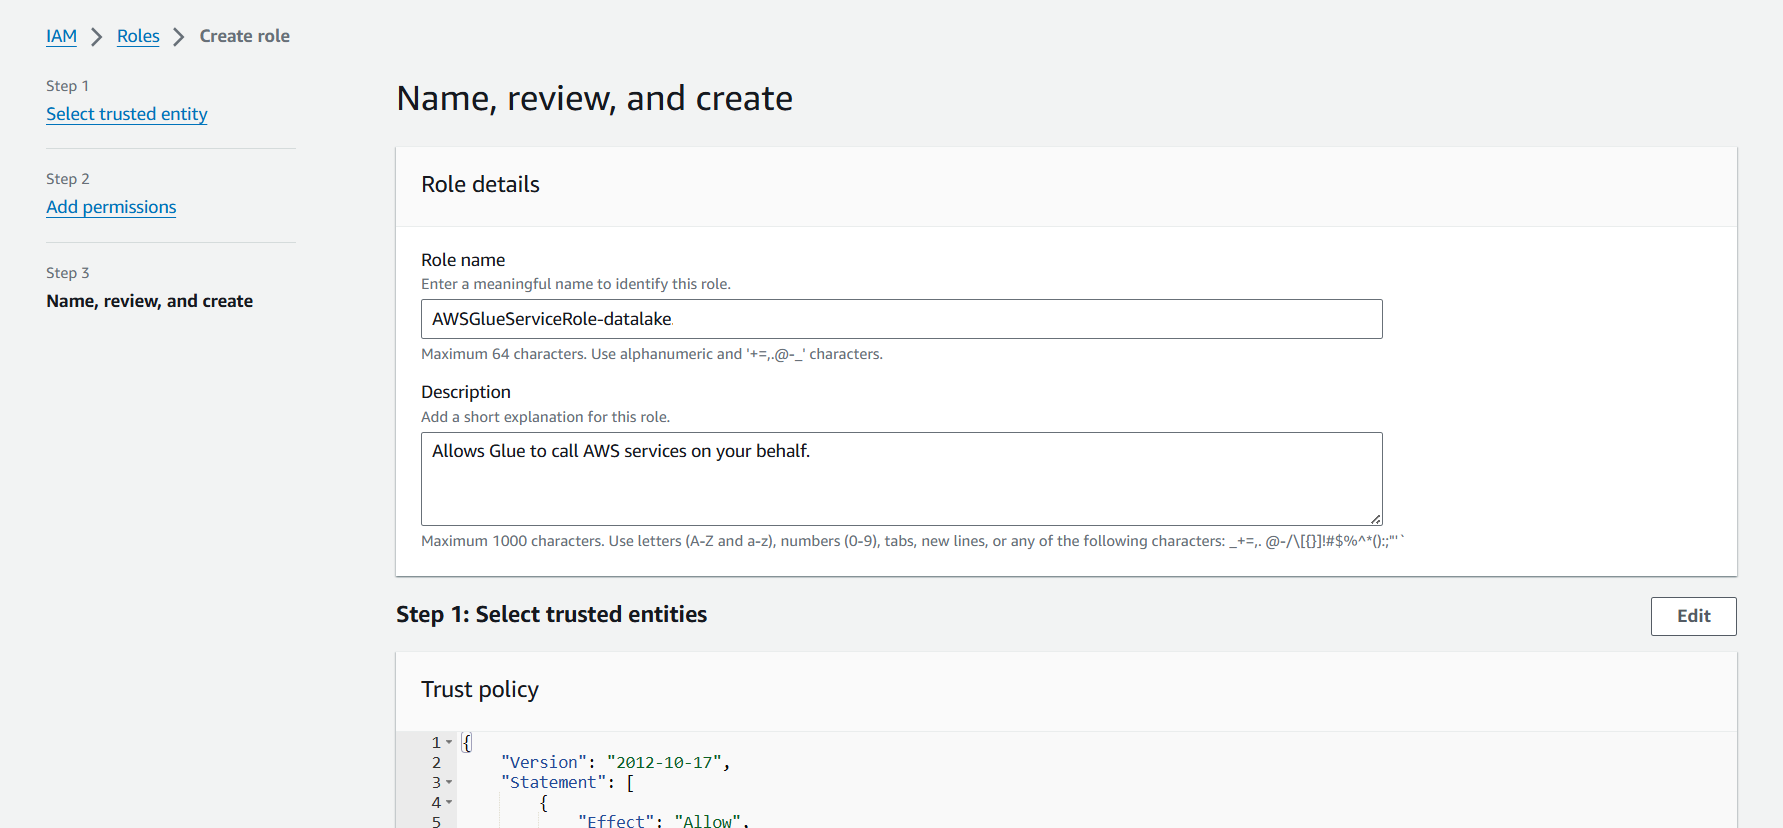 IAM > Roles > Create role
Step 1
Select trusted entity
Step 2
Add permissions
Step 3
Name, review, and create
Name, review, and create
Role details
Role name
Enter a meaningful name to identify this role.
AWSGlueServiceRole-datalake
Maximum 64 characters. Use alphanumeric and '+=,.@-_' characters.
Description
Add a short explanation for this role.
Allows Glue to call AWS services on your behalf.
Maximum 1000 characters. Use letters (A-Z and a-z), numbers (0-9), tabs, new lines, or any of the following characters: _+=,. @-/\[{}]!#$%^*();:"'`
Step 1: Select trusted entities
Edit
Trust policy
1 {
2 "Version": "2012-10-17",
3 "Statement": [
4 {
5 "Effect": "Allow",